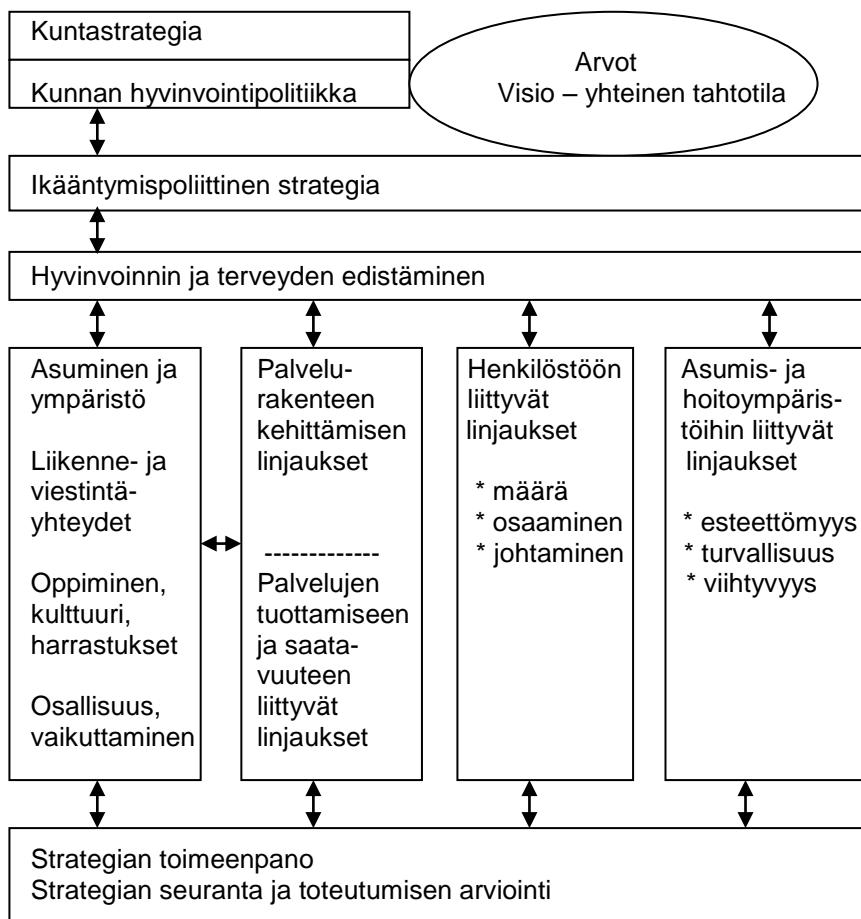 Kuntastrategia
Kunnan hyvinvointipolitiikka
Arvot
Visio – yhteinen tahtotila
Ikääntymispoliittinen strategia
Hyvinvoinnin ja terveyden edistäminen
Asuminen ja
ympäristö
Liikenne- ja
viestintä-
yhteydet
Oppiminen,
kulttuuri,
harrastukset
Osallisuus,
vaikuttaminen
Palvelu-
rakenteen
kehittämisen
linjaukset
-------------
Palvelujen
tuottamiseen
ja saata-
vuuteen
liittyvät
linjaukset
Henkilöstöön
liittyvät
linjaukset
* määrä
* osaaminen
* johtaminen
Asumis- ja
hoitoympäris-
töihin liittyvät
linjaukset
* esteettömyys
* turvallisuus
* viihtyvyys
Strategian toimeenpano
Strategian seuranta ja toteutumisen arviointi